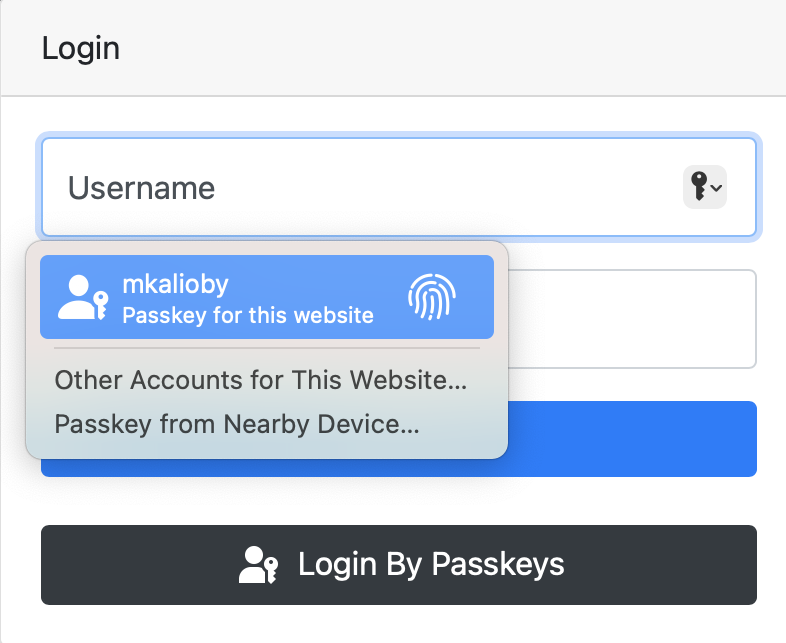 Login
Username
mkalioby
Passkey for this website
Other Accounts for This Website...
Passkey from Nearby Device...
Login By Passkeys